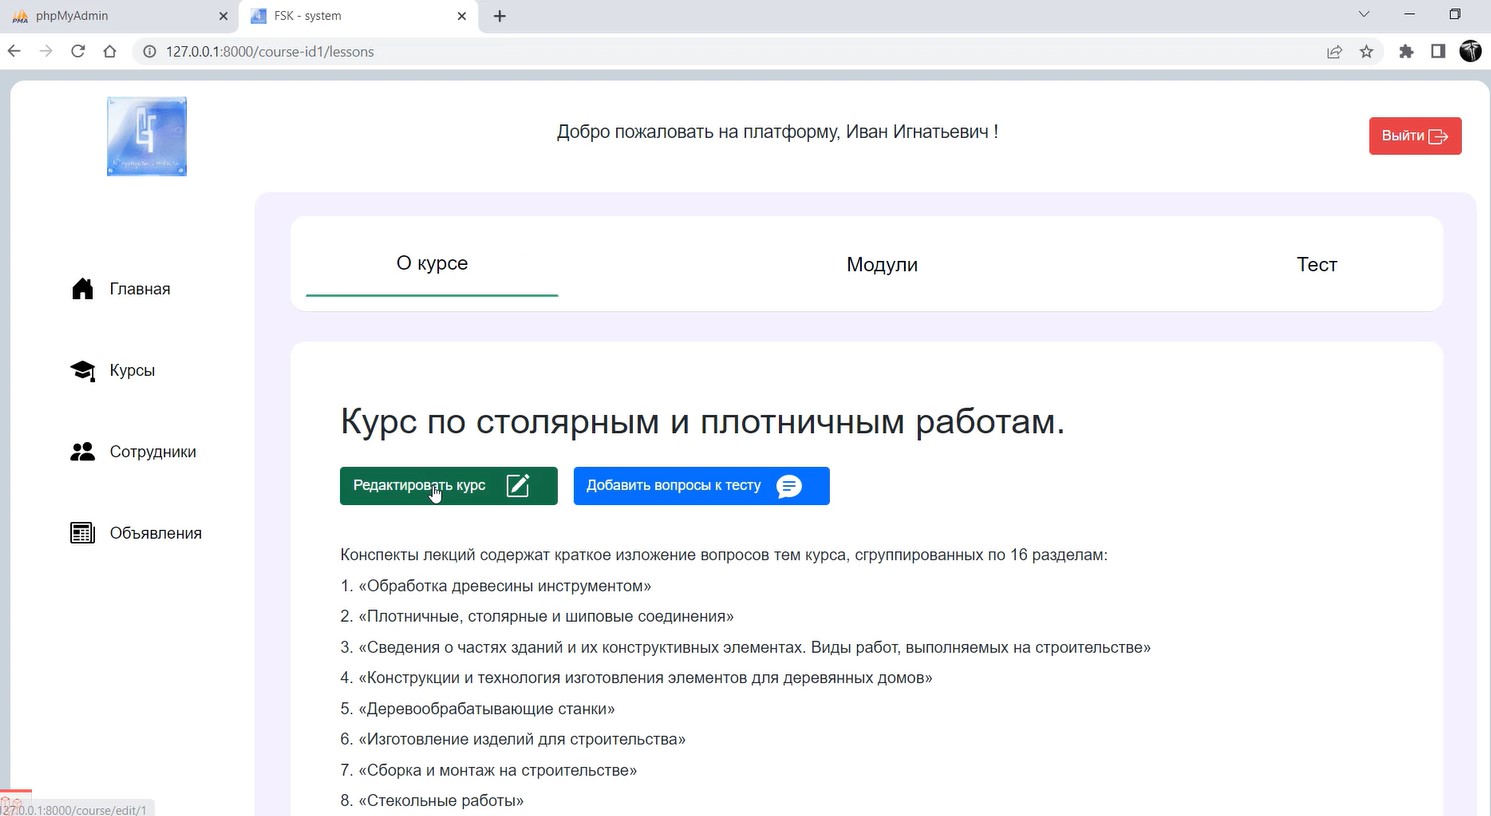 phpMyAdmin
FSK - system
127.0.0.1:8000/course-id1/lessons
Добро пожаловать на платформу, Иван Игнатьевич !
Выйти
Главная
Курсы
Сотрудники
Объявления
О курсе
Модули
Тест
Курс по столярным и плотничным работам.
Редактировать курс
Добавить вопросы к тесту
Конспекты лекций содержат краткое изложение вопросов тем курса, сгруппированных по 16 разделам:
1. «Обработка древесины инструментом»
2. «Плотничные, столярные и шиповые соединения»
3. «Сведения о частях зданий и их конструктивных элементах. Виды работ, выполняемых на строительстве»
4. «Конструкции и технология изготовления элементов для деревянных домов»
5. «Деревообрабатывающие станки»
6. «Изготовление изделий для строительства»
7. «Сборка и монтаж на строительстве»
8. «Стекольные работы»
127.0.0.1:8000/course/edit/1